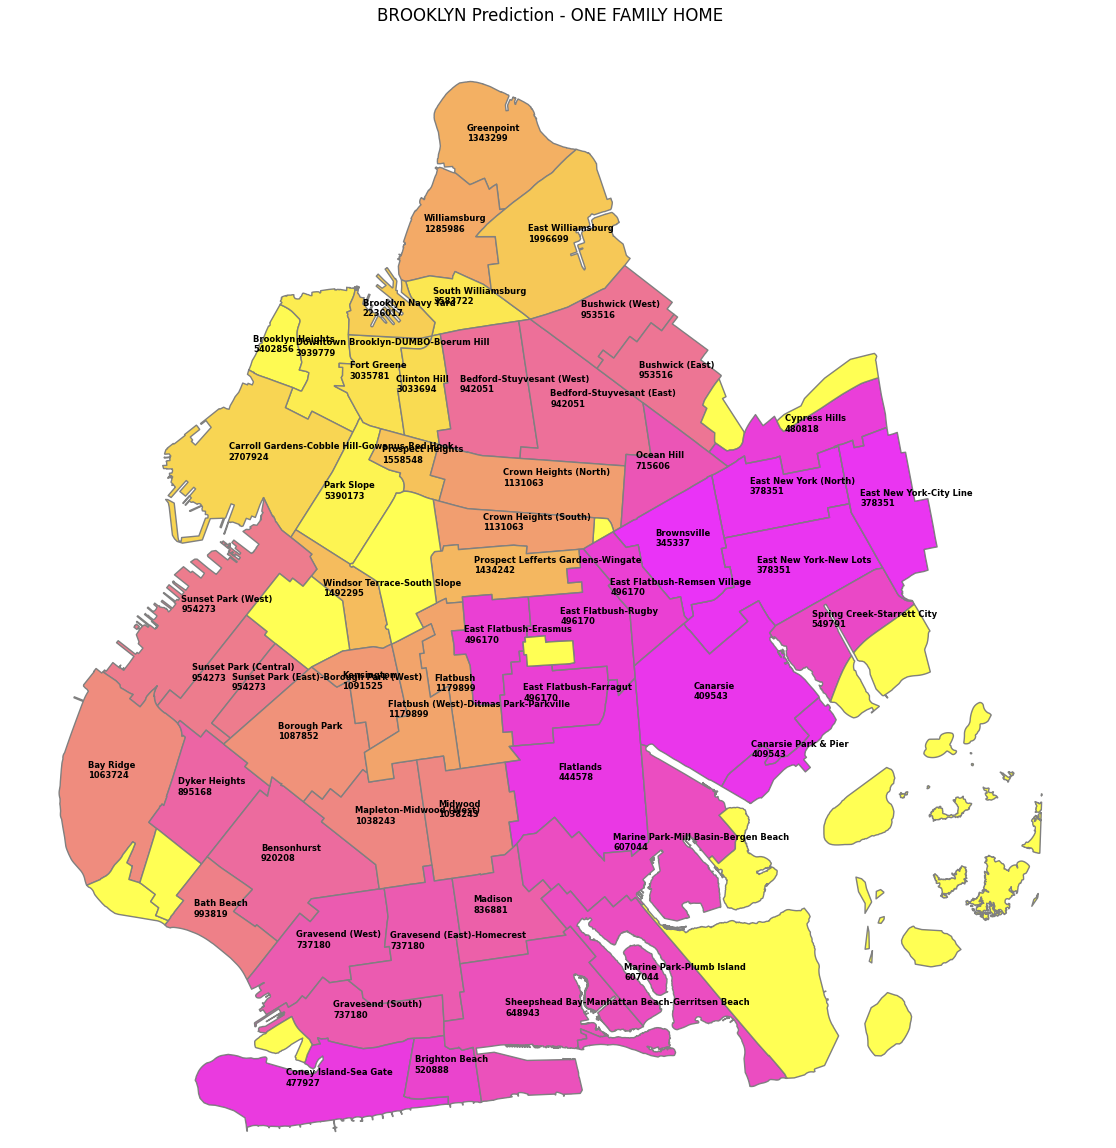 BROOKLYN Prediction - ONE FAMILY HOME
Greenpoint
1343299
Williamsburg
1285986
East Williamsburg
1996699
South Williamsburg
3583722
Brooklyn Navy Yard
2236017
Bushwick (West)
953516
Brooklyn Heights
5402856
Downtown Brooklyn-DUMBO-Boerum Hill
3939779
Fort Greene
3035781
Clinton Hill
3033694
Bedford-Stuyvesant (West)
942051
Bedford-Stuyvesant (East)
942051
Bushwick (East)
953516
Cypress Hills
480818
Carroll Gardens-Cobble Hill-Gowanus-Red Hook
2707924
Prospect Heights
1558548
Ocean Hill
715606
Crown Heights (North)
1131063
Park Slope
5390173
East New York (North)
378351
East New York-City Line
378351
Crown Heights (South)
1131063
Brownsville
345337
Prospect Lefferts Gardens-Wingate
1434242
East New York-New Lots
378351
Windsor Terrace-South Slope
1492295
East Flatbush-Remsen Village
496170
Sunset Park (West)
954273
East Flatbush-Rugby
496170
Spring Creek-Starrett City
549791
East Flatbush-Erasmus
496170
Sunset Park (Central)
954273
Sunset Park (East)-Borough Park (West)
954273
Kensington
1091525
Flatbush
1179899
East Flatbush-Farragut
496170
Canarsie
409543
Flatbush (West)-Ditmas Park-Parkville
1179899
Borough Park
1087852
Canarsie Park & Pier
409543
Bay Ridge
1063724
Flatlands
444578
Dyker Heights
895168
Mapleton-Midwood (West)
1038243
Midwood
1038243
Marine Park-Mill Basin-Bergen Beach
607044
Bensonhurst
920208
Bath Beach
993819
Madison
836881
Gravesend (West)
737180
Gravesend (East)-Homecrest
737180
Marine Park-Plumb Island
607044
Gravesend (South)
737180
Sheepshead Bay-Manhattan Beach-Gerritsen Beach
648943
Brighton Beach
520888
Coney Island-Sea Gate
477927